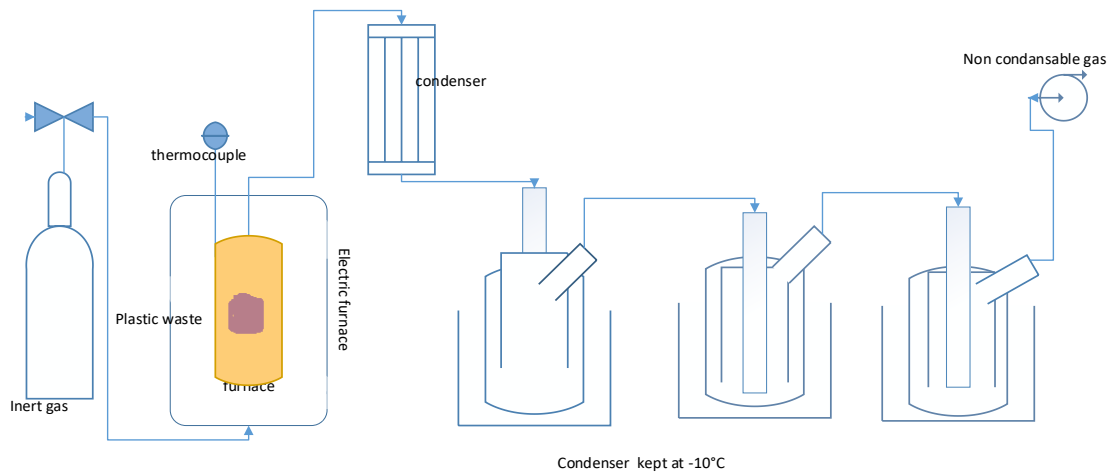 Non condansable gas
condenser
thermocouple
Electric furnace
Plastic waste
furnace
Inert gas
Condenser kept at -10°C